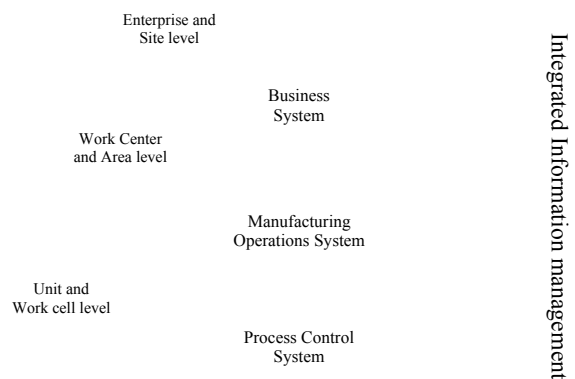 Enterprise and
Site level
Business
System
Work Center
and Area level
Manufacturing
Operations System
Unit and
Work cell level
Process Control
System
Integrated Information management